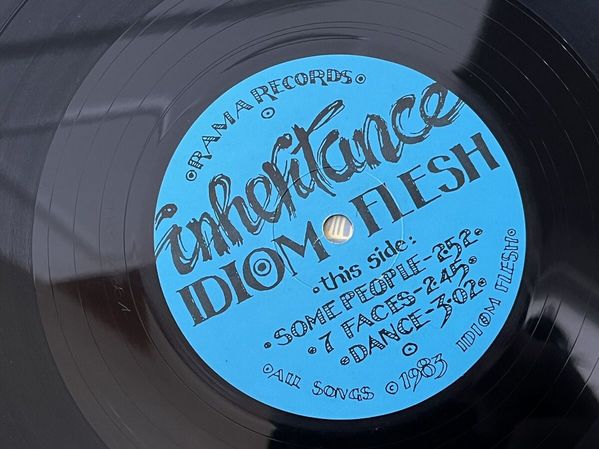 RAMA RECORDS
inheritance
IDIOM FLESH
this side:
SOME PEOPLE-2:52.
7 FACES-2:45.
DANCE-3:02.
ALL SONGS © 1983 IDIOM FLESH